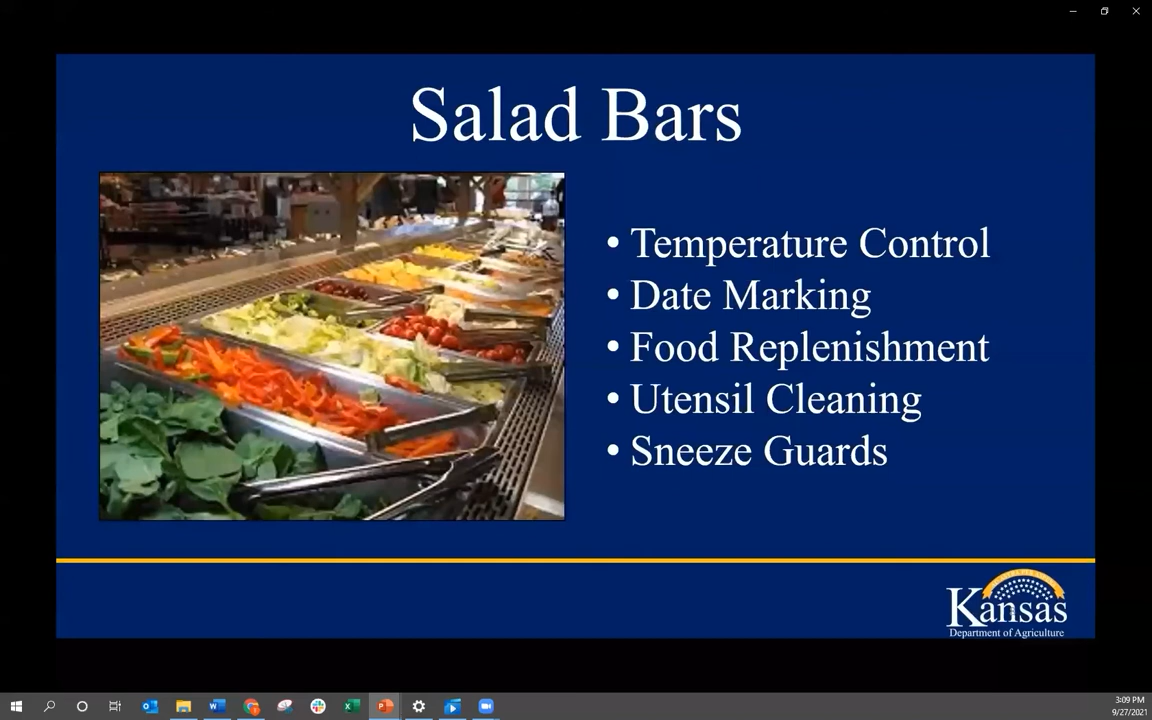 Salad Bars
• Temperature Control
• Date Marking
• Food Replenishment
• Utensil Cleaning
• Sneeze Guards
Kansas
Department of Agriculture
3:09 PM
9/27/2021